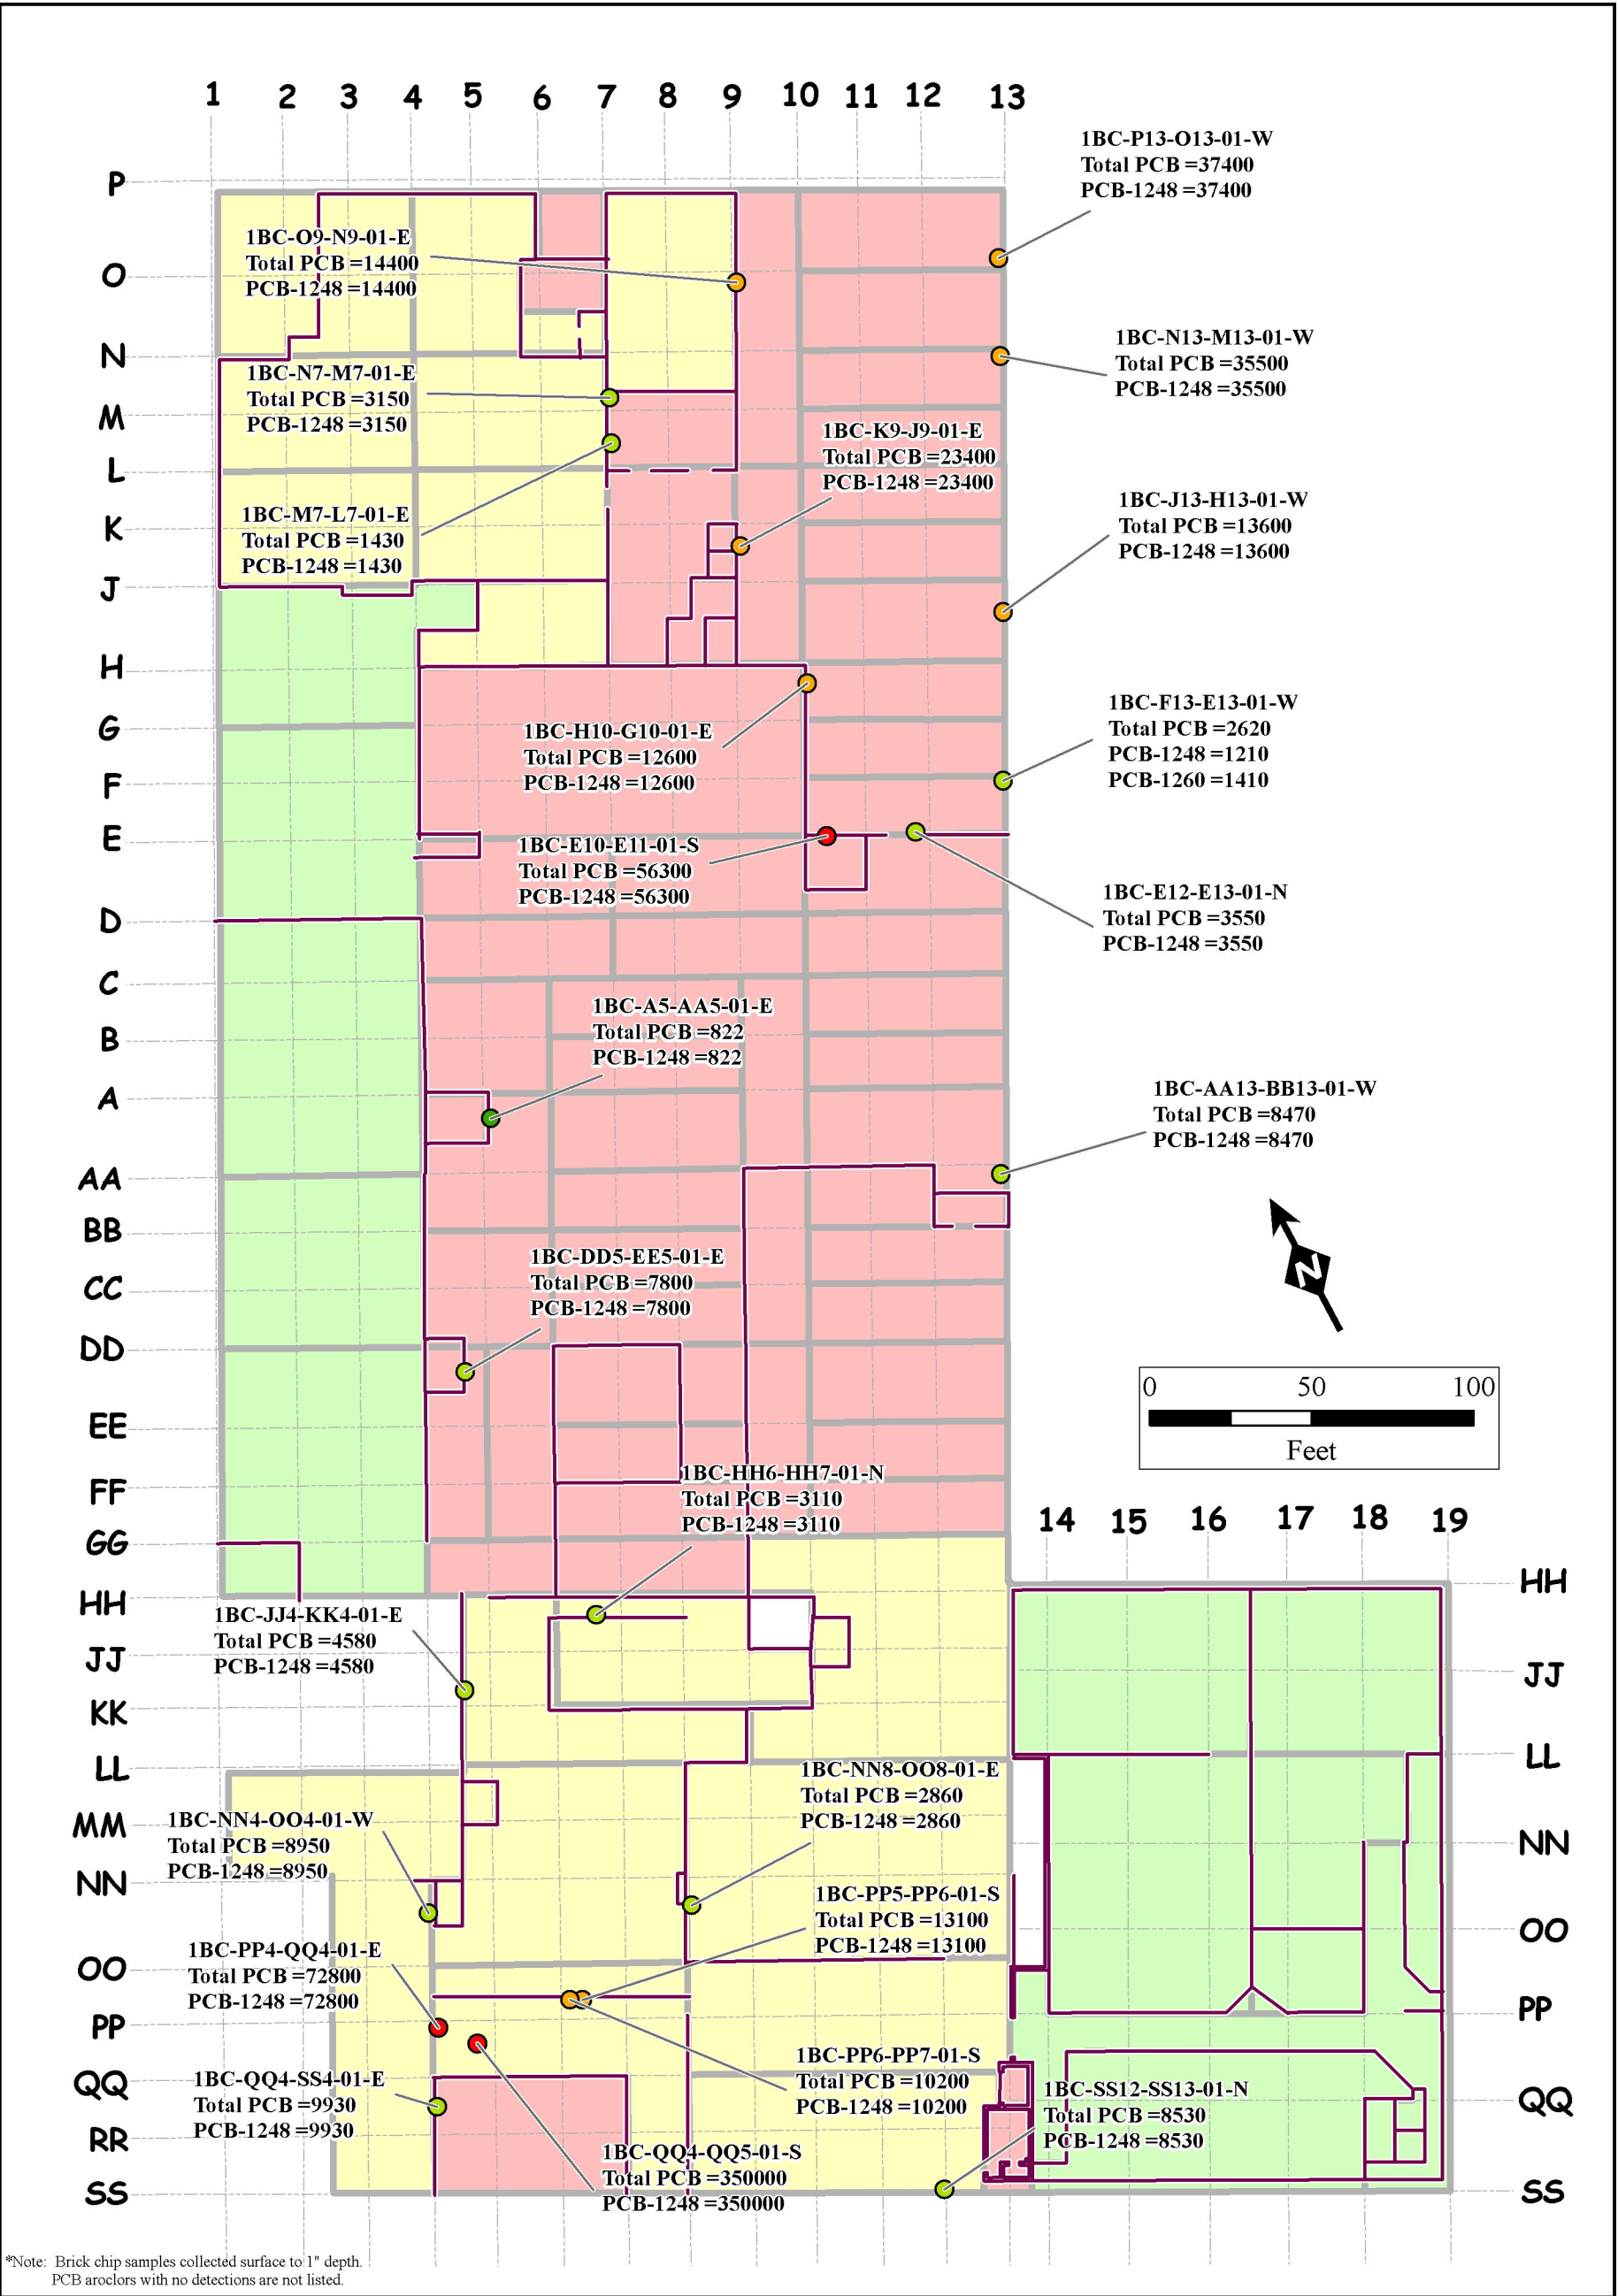 1 2 3 4 5 6 7 8 9 10 11 12 13
1BC-P13-O13-01-W
Total PCB =37400
PCB-1248 =37400
P
1BC-O9-N9-01-E
Total PCB =14400
PCB-1248 =14400
O
1BC-N13-M13-01-W
Total PCB =35500
PCB-1248 =35500
N
1BC-N7-M7-01-E
Total PCB =3150
PCB-1248 =3150
M
1BC-K9-J9-01-E
Total PCB =23400
PCB-1248 =23400
L
1BC-J13-H13-01-W
Total PCB =13600
PCB-1248 =13600
K
1BC-M7-L7-01-E
Total PCB =1430
PCB-1248 =1430
J
H
1BC-F13-E13-01-W
Total PCB =2620
PCB-1248 =1210
PCB-1260 =1410
G
1BC-H10-G10-01-E
Total PCB =12600
PCB-1248 =12600
F
E
1BC-E10-E11-01-S
Total PCB =56300
PCB-1248 =56300
1BC-E12-E13-01-N
Total PCB =3550
PCB-1248 =3550
D
C
1BC-A5-AA5-01-E
Total PCB =822
PCB-1248 =822
B
A
1BC-AA13-BB13-01-W
Total PCB =8470
PCB-1248 =8470
AA
BB
N
1BC-DD5-EE5-01-E
Total PCB =7800
PCB-1248 =7800
CC
DD
0 50 100
Feet
EE
1BC-HH6-HH7-01-N
Total PCB =3110
PCB-1248 =3110
FF
14 15 16 17 18 19
GG
HH
HH
1BC-JJ4-KK4-01-E
Total PCB =4580
PCB-1248 =4580
JJ
JJ
KK
LL
LL
1BC-NN8-OO8-01-E
Total PCB =2860
PCB-1248 =2860
1BC-NN4-OO4-01-W
Total PCB =8950
PCB-1248 =8950
MM
NN
NN
1BC-PP5-PP6-01-S
Total PCB =13100
PCB-1248 =13100
OO
1BC-PP4-QQ4-01-E
Total PCB =72800
PCB-1248 =72800
OO
PP
PP
1BC-PP6-PP7-01-S
Total PCB =10200
PCB-1248 =10200
1BC-QQ4-SS4-01-E
Total PCB =9930
PCB-1248 =9930
QQ
1BC-SS12-SS13-01-N
Total PCB =8530
PCB-1248 =8530
QQ
RR
1BC-QQ4-QQ5-01-S
Total PCB =350000
PCB-1248 =350000
SS
SS
*Note: Brick chip samples collected surface to 1" depth.
PCB aroclors with no detections are not listed.